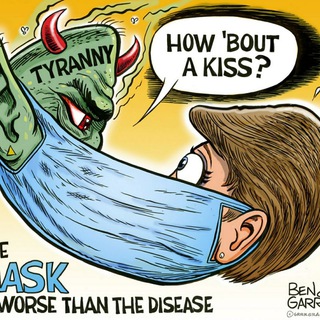 TYRANNY
HOW 'BOUT
A KISS?
E
ASK
WORSE THAN THE DISEASE
BEN
GARR